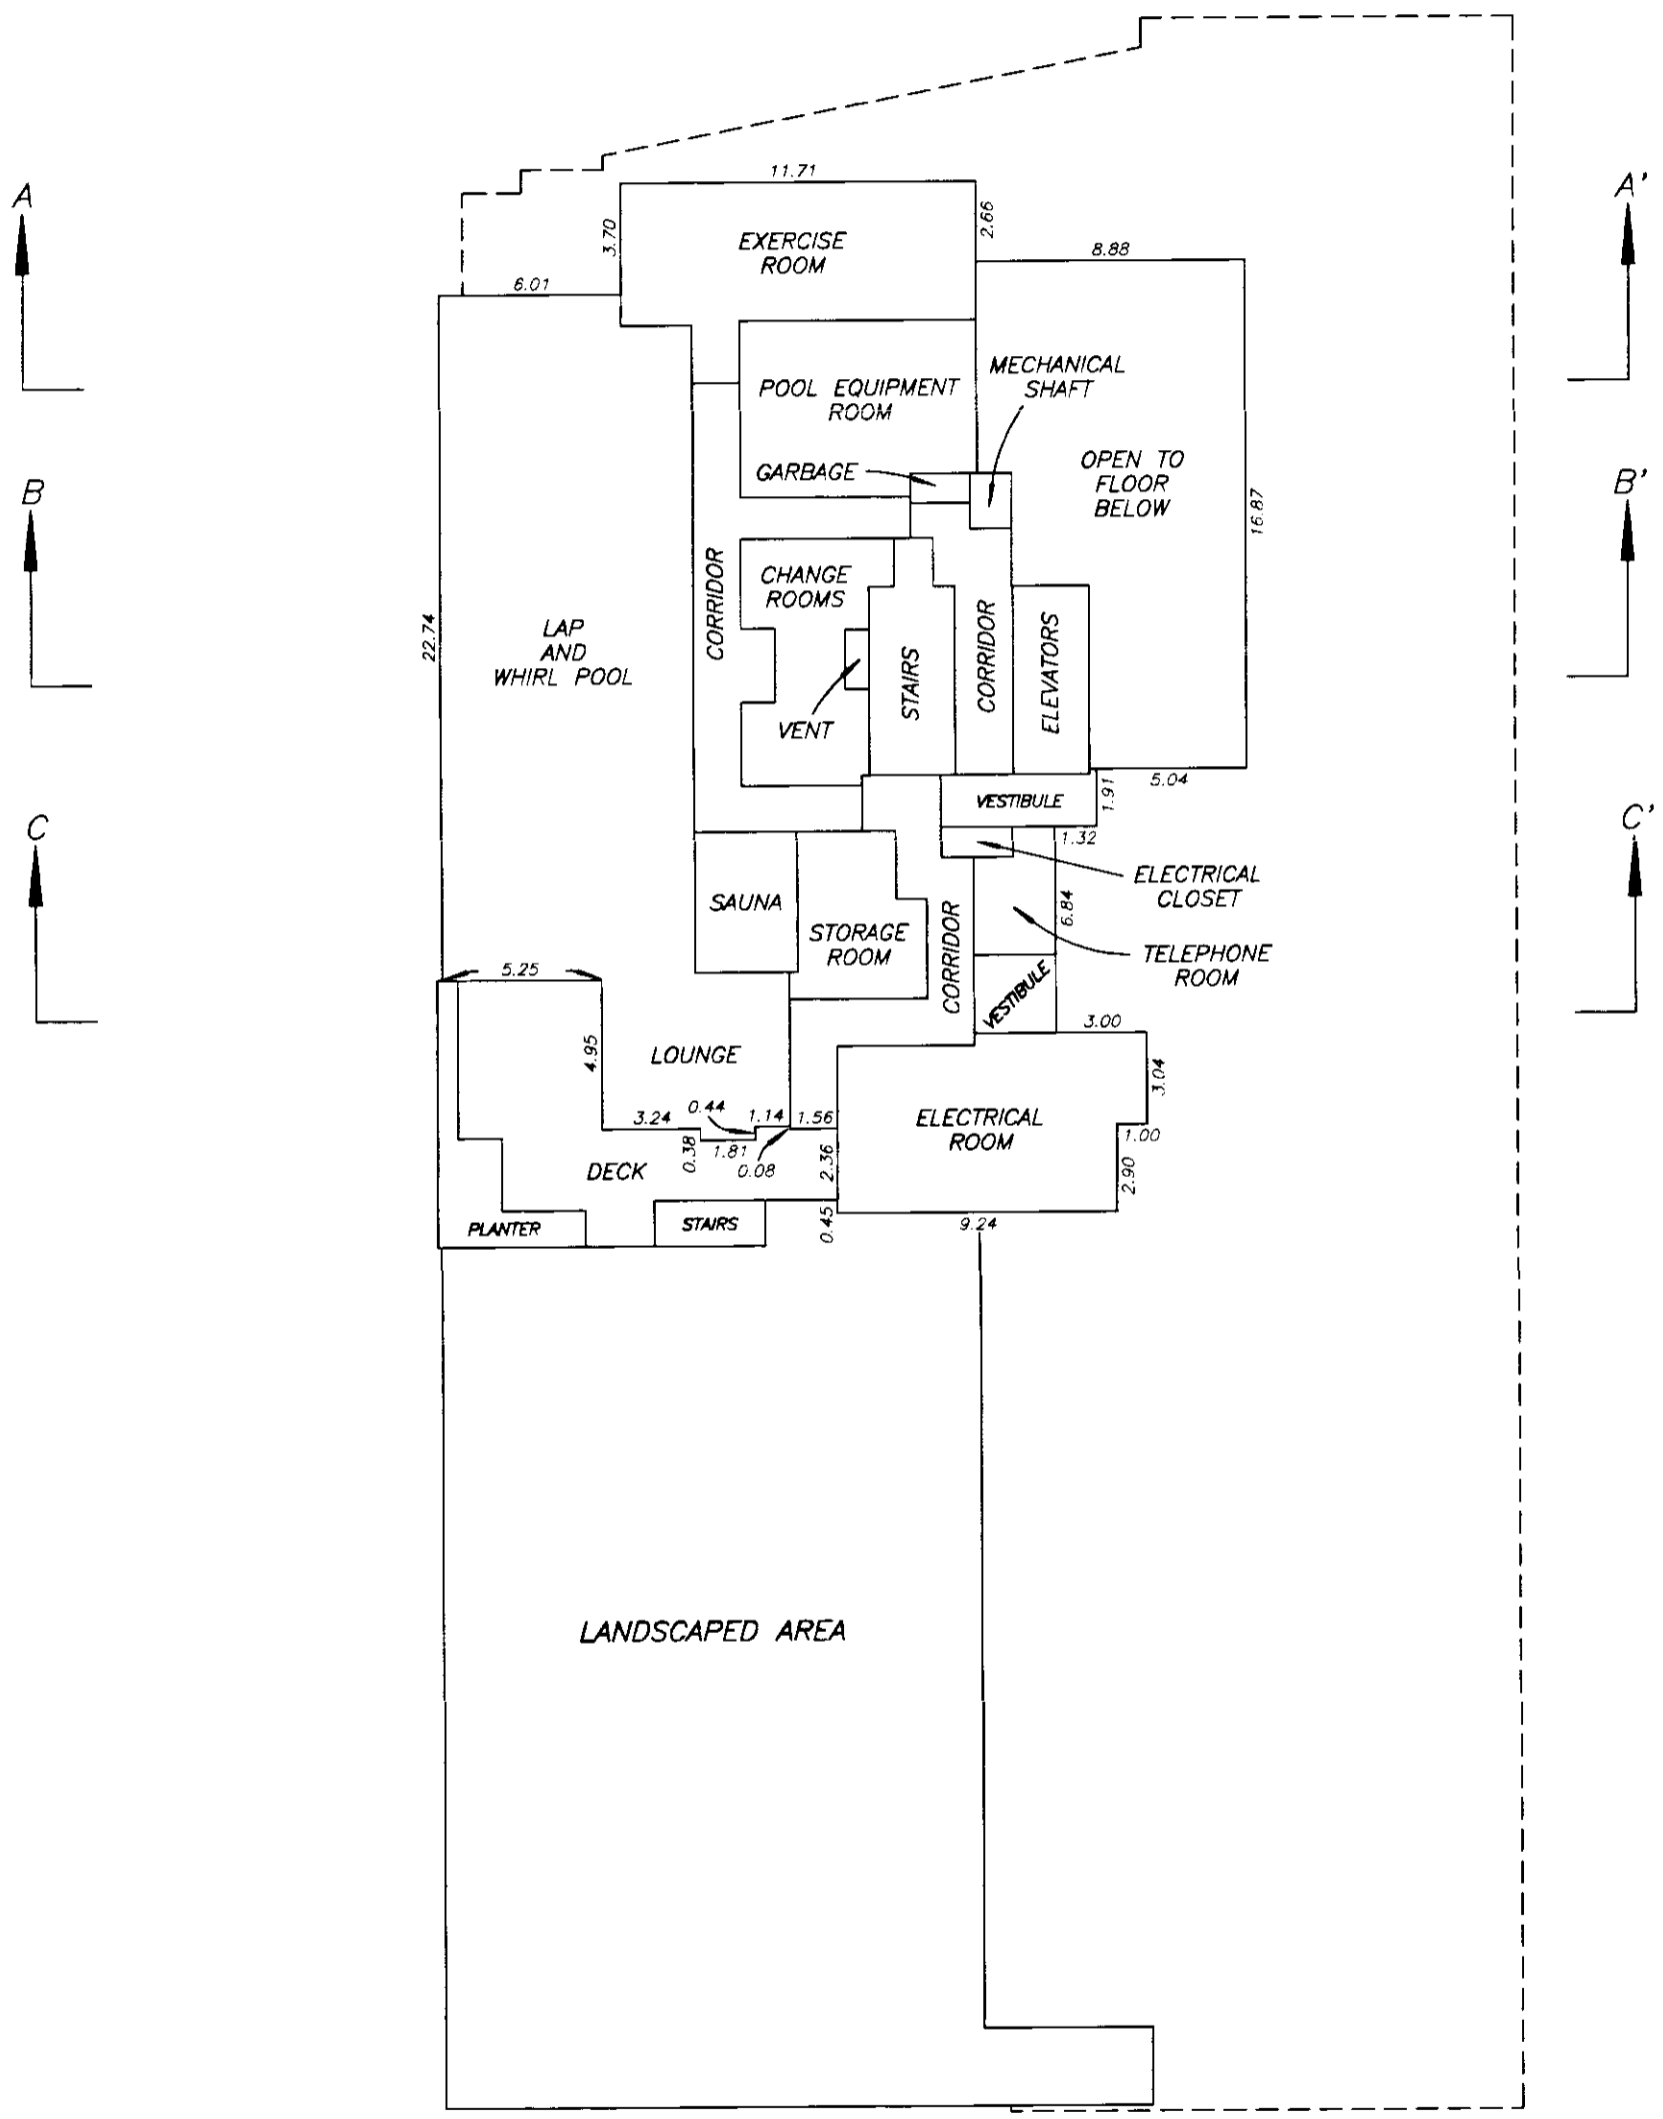 11.71
A
A'
3.70
EXERCISE
ROOM
2.66
8.88
6.01
MECHANICAL
SHAFT
POOL EQUIPMENT
ROOM
OPEN TO
FLOOR
BELOW
GARBAGE
B
B'
16.87
CORRIDOR
CHANGE
ROOMS
22.74
LAP
AND
WHIRL POOL
STAIRS
CORRIDOR
ELEVATORS
VENT
5.04
VESTIBULE
1.91
C
C'
1.32
ELECTRICAL
CLOSET
SAUNA
6.84
STORAGE
ROOM
CORRIDOR
TELEPHONE
ROOM
5.25
VESTIBULE
3.00
4.95
LOUNGE
3.04
0.44
3.24
1.14
1.56
ELECTRICAL
ROOM
1.00
0.38
1.81
0.08
2.36
DECK
2.90
PLANTER
STAIRS
0.45
9.24
LANDSCAPED AREA